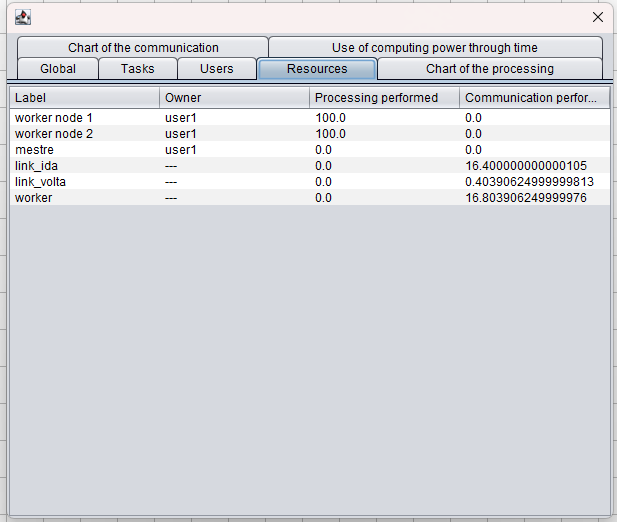 Chart of the communication Use of computing power through time
Global Tasks Users Resources Chart of the processing
Label Owner Processing performed Communication perfor...
worker node 1 user1 100.0 0.0
worker node 2 user1 100.0 0.0
mestre user1 0.0 0.0
link_ida --- 0.0 16.400000000000105
link_volta --- 0.0 0.40390624999999813
worker --- 0.0 16.803906249999976